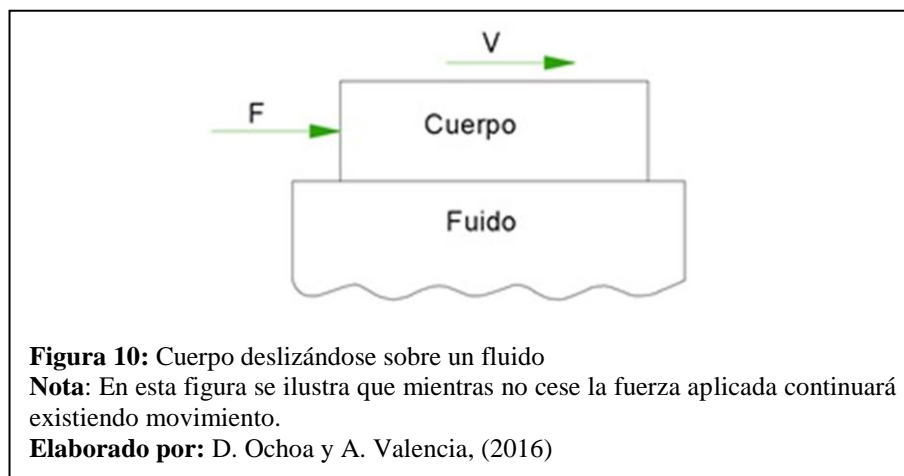 V
F
Cuerpo
Fuido
Figura 10: Cuerpo deslizándose sobre un fluido
Nota: En esta figura se ilustra que mientras no cese la fuerza aplicada continuará
existiendo movimiento.
Elaborado por: D. Ochoa y A. Valencia, (2016)